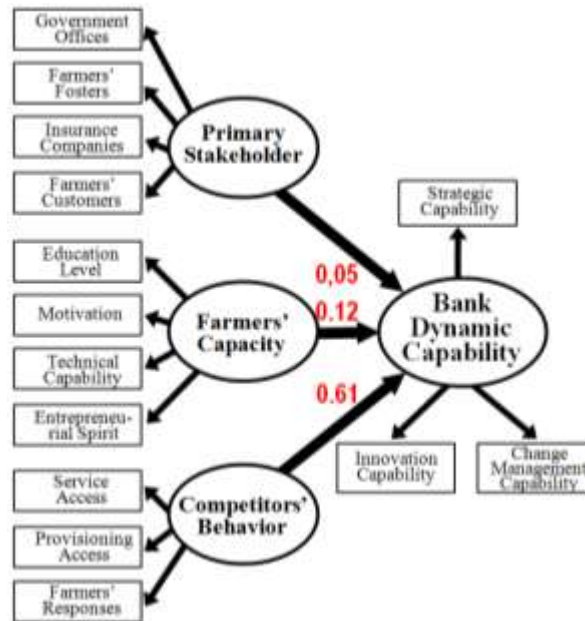 Government
Offices
Farmers'
Fosters
Insurance
Companies
Farmers'
Customers
Primary
Stakeholder
Education
Level
Motivation
Technical
Capability
Entrepreneu-
rial Spirit
Farmers'
Capacity
Service
Access
Provisioning
Access
Farmers'
Responses
Competitors'
Behavior
0,05
0.12
0.61
Strategic
Capability
Bank
Dynamic
Capability
Innovation
Capability
Change
Management
Capability